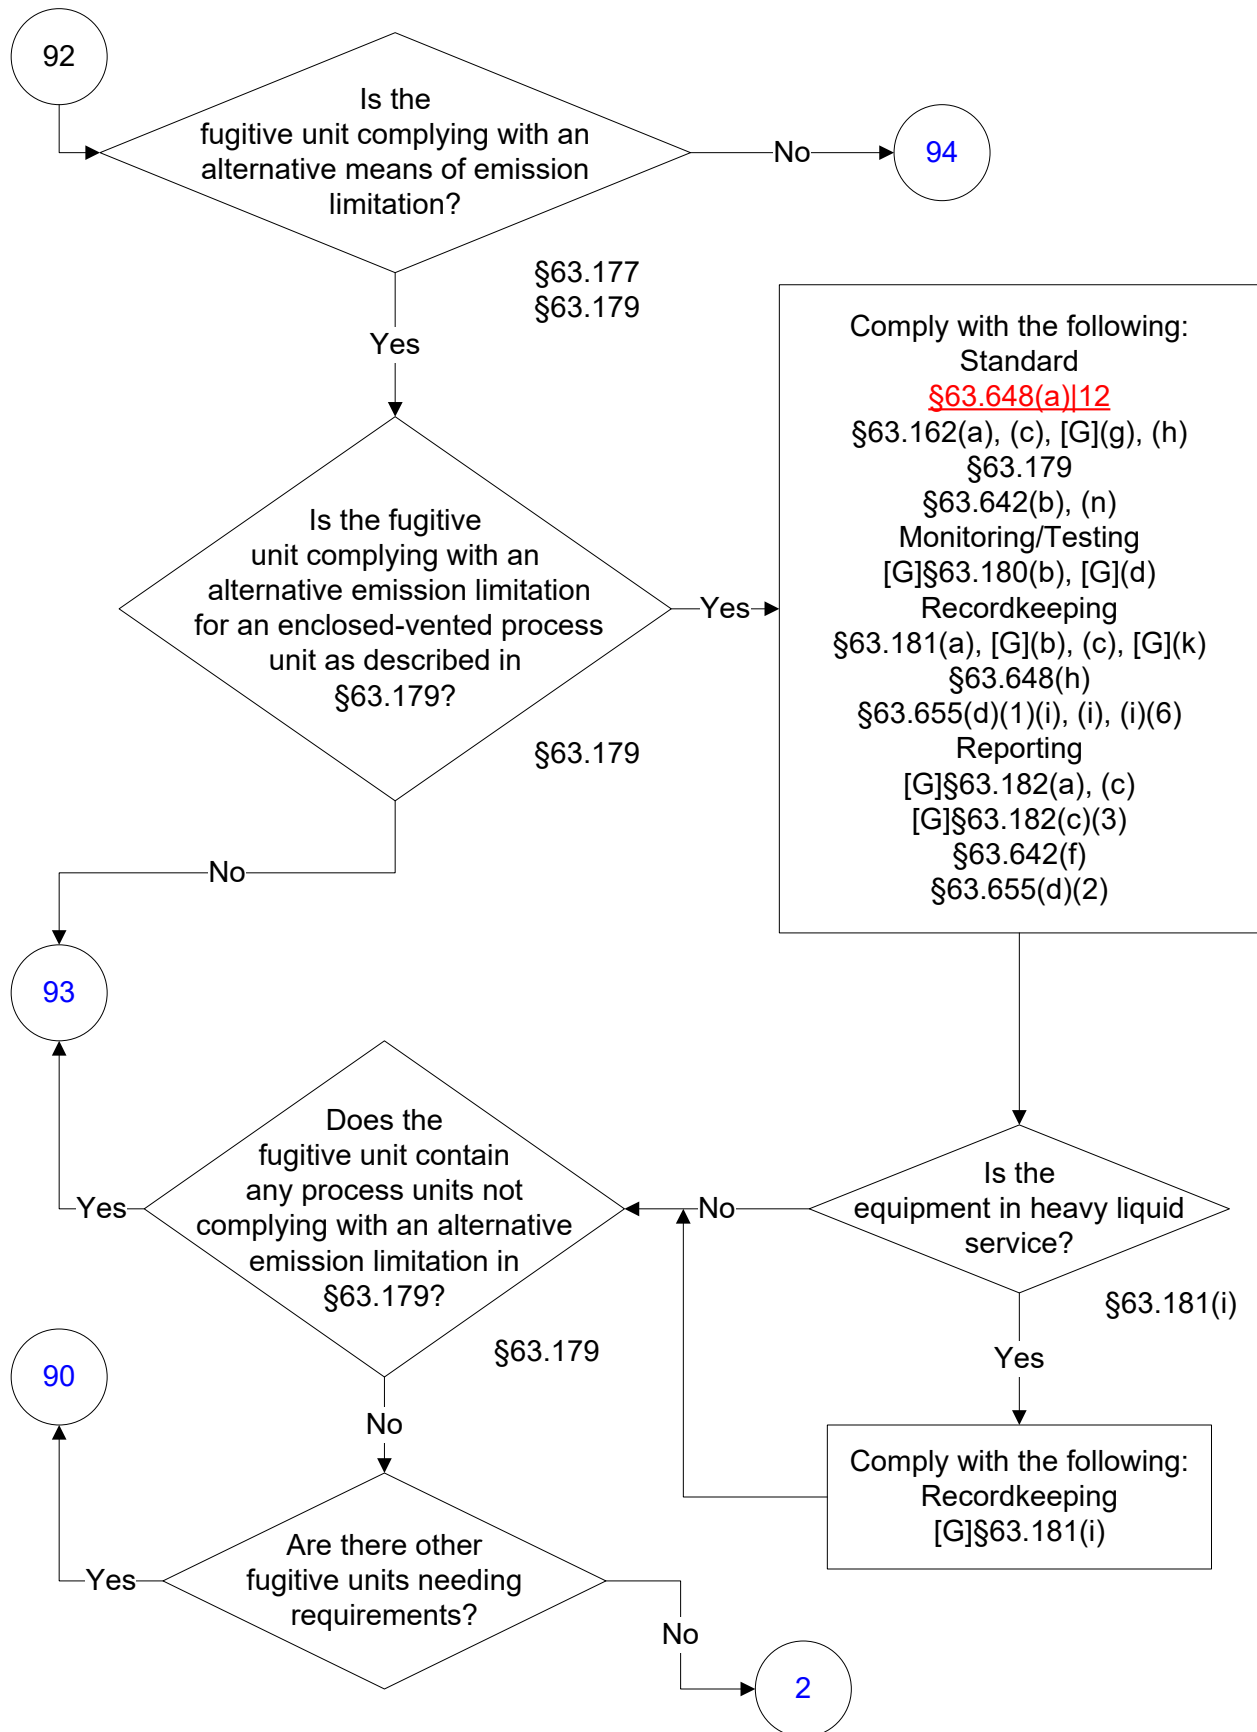 92
Is the
fugitive unit complying with an
alternative means of emission
limitation?
No
94
§63.177
§63.179
Yes
Is the fugitive
unit complying with an
alternative emission limitation
for an enclosed-vented process
unit as described in
§63.179?
Yes
§63.179
No
93
Comply with the following:
Standard
§63.648(a)|12
§63.162(a), (c), [G](g), (h)
§63.179
§63.642(b), (n)
Monitoring/Testing
[G]§63.180(b), [G](d)
Recordkeeping
§63.181(a), [G](b), (c), [G](k)
§63.648(h)
§63.655(d)(1)(i), (i), (i)(6)
Reporting
[G]§63.182(a), (c)
[G]§63.182(c)(3)
§63.642(f)
§63.655(d)(2)
Is the
equipment in heavy liquid
service?
§63.181(i)
No
Yes
Comply with the following:
Recordkeeping
[G]§63.181(i)
Does the
fugitive unit contain
any process units not
complying with an alternative
emission limitation in
§63.179?
Yes
§63.179
No
90
Are there other
fugitive units needing
requirements?
Yes
No
2